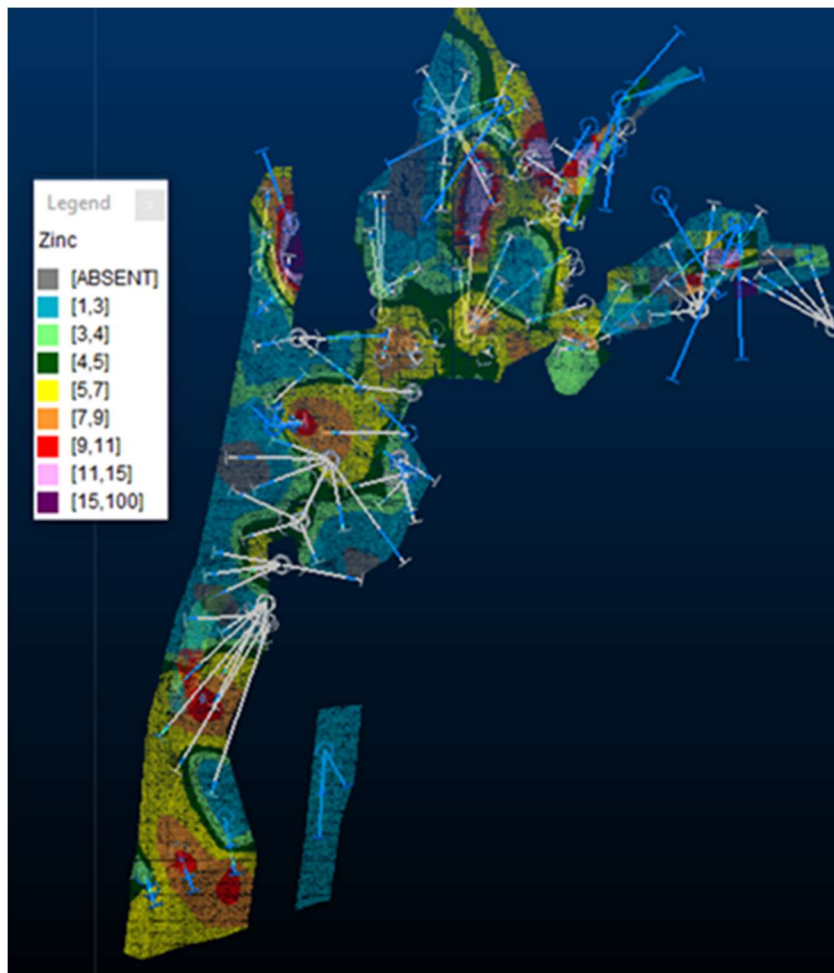 Legend
Zinc
[ABSENT]
[1,3]
[3,4]
[4,5]
[5,7]
[7,9]
[9,11]
[11,15]
[15,100]